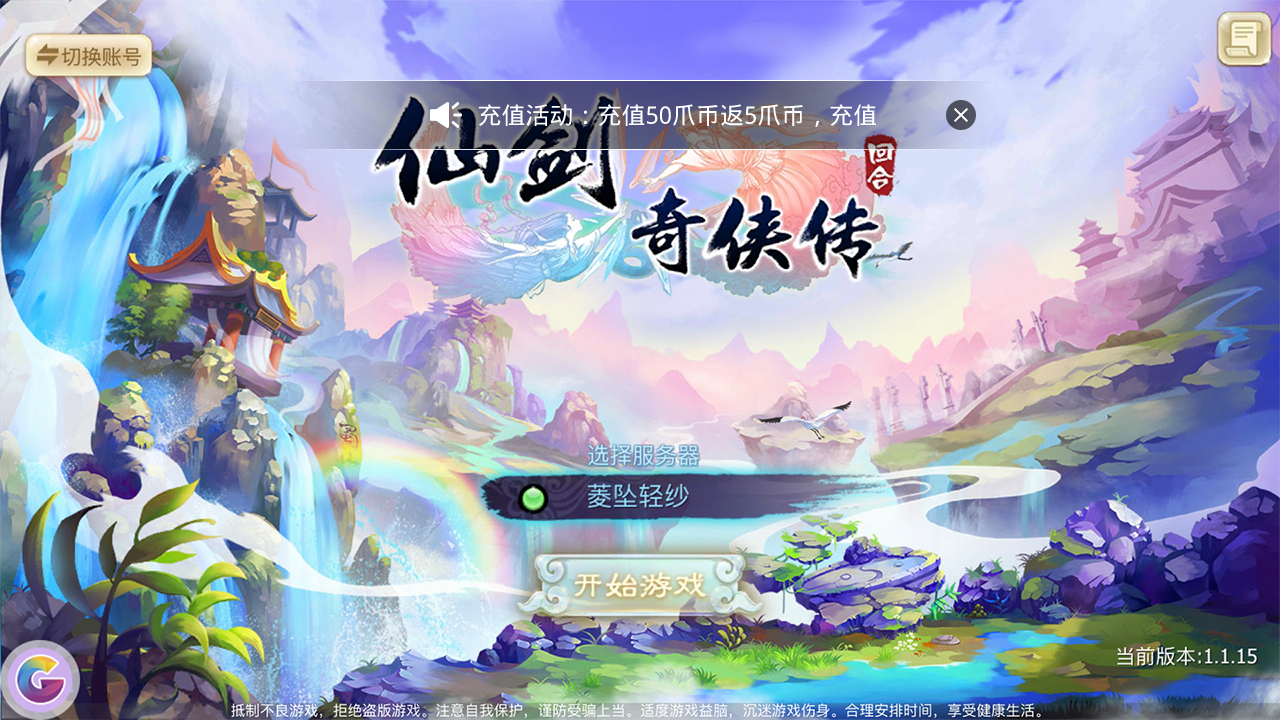 切换账号
充值活动：充值50爪币返5爪币，充值
仙剑
奇侠传
回合
选择服务器
菱坠轻纱
开始游戏
当前版本:1.1.15
抵制不良游戏，拒绝盗版游戏。注意自我保护，谨防受骗上当。适度游戏益脑，沉迷游戏伤身。合理安排时间，享受健康生活。